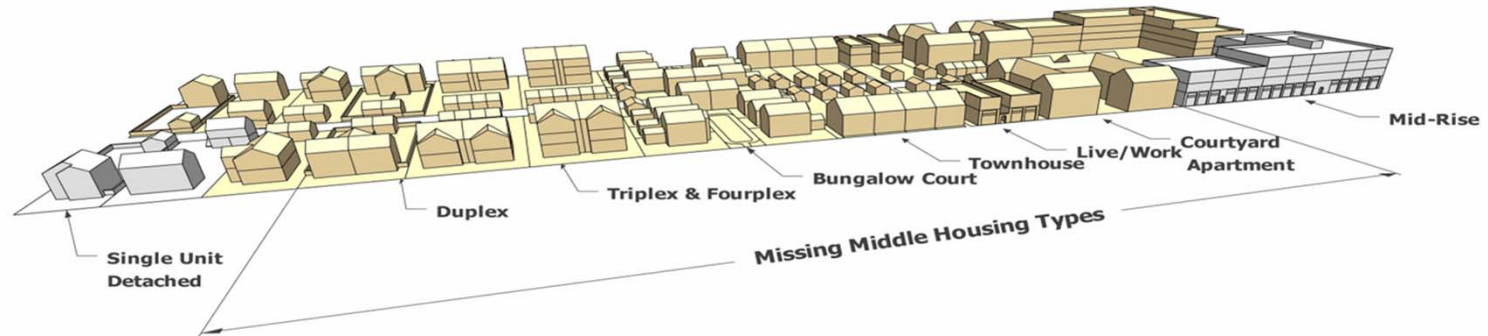 Single Unit
Detached
Duplex
Triplex & Fourplex
Bungalow Court
Townhouse
Live/Work
Courtyard
Apartment
Mid-Rise
Missing Middle Housing Types